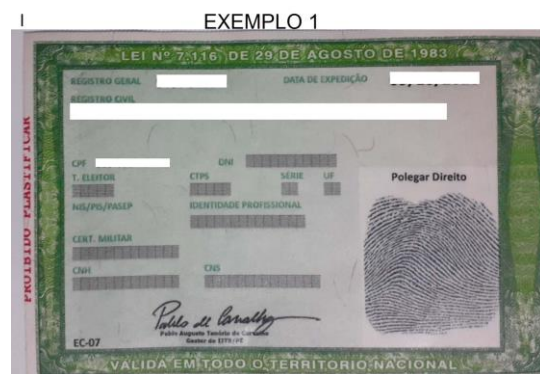 EXEMPLO 1
LEI Nº 7.116, DE 29 DE AGOSTO DE 1983
REGISTRO GERAL DATA DE EXPEDIÇÃO
REGISTRO CIVIL
CPF DNI
T. ELEITOR CTPS SÉRIE UF
Polegar Direito
NIS/PIS/PASEP IDENTIDADE PROFISSIONAL
CERT. MILITAR
CNH CNS
EC-07
VALIDA EM TODO O TERRITORIO NACIONAL
PROIBIDO PLASTIFICAR